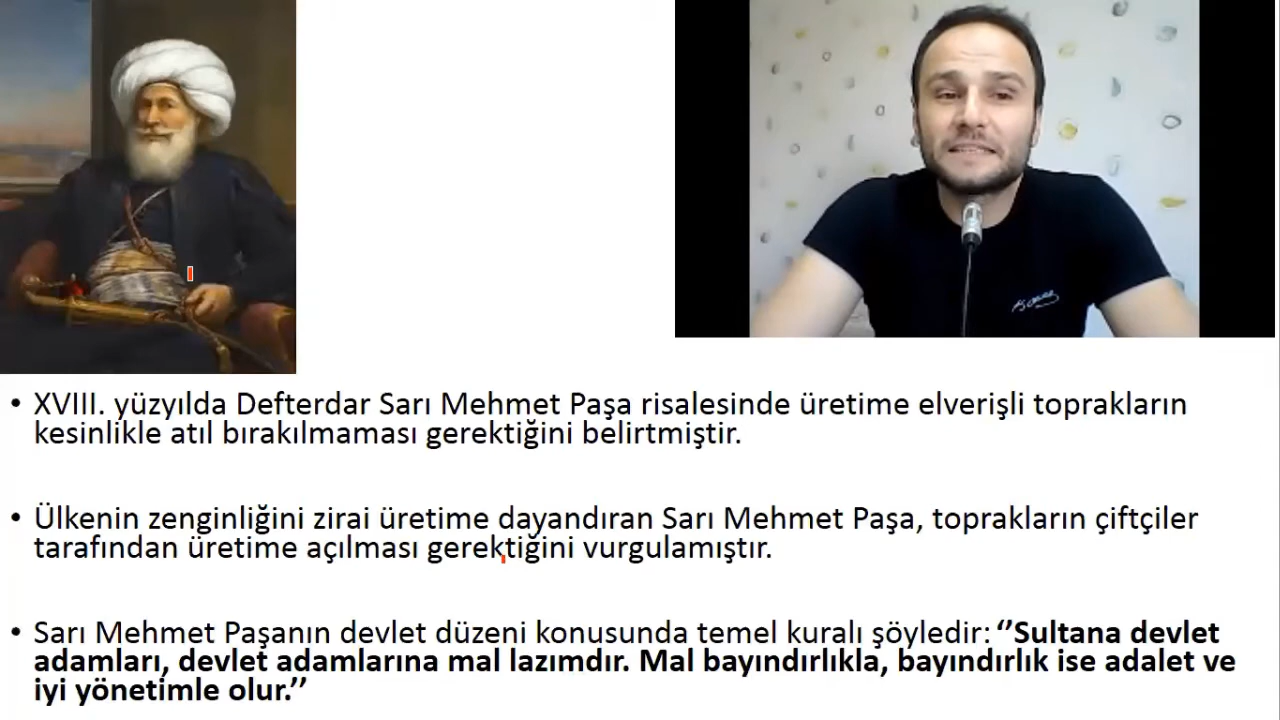 • XVIII. yüzyılda Defterdar Sarı Mehmet Paşa risalesinde üretime elverişli toprakların
kesinlikle atıl bırakılmaması gerektiğini belirtmiştir.
• Ülkenin zenginliğini zirai üretime dayandıran Sarı Mehmet Paşa, toprakların çiftçiler
tarafından üretime açılması gerektiğini vurgulamıştır.
• Sarı Mehmet Paşanın devlet düzeni konusunda temel kuralı şöyledir: ‘’Sultana devlet
adamları, devlet adamlarına mal lazımdır. Mal bayındırlıkla, bayındırlık ise adalet ve
iyi yönetimle olur.’’